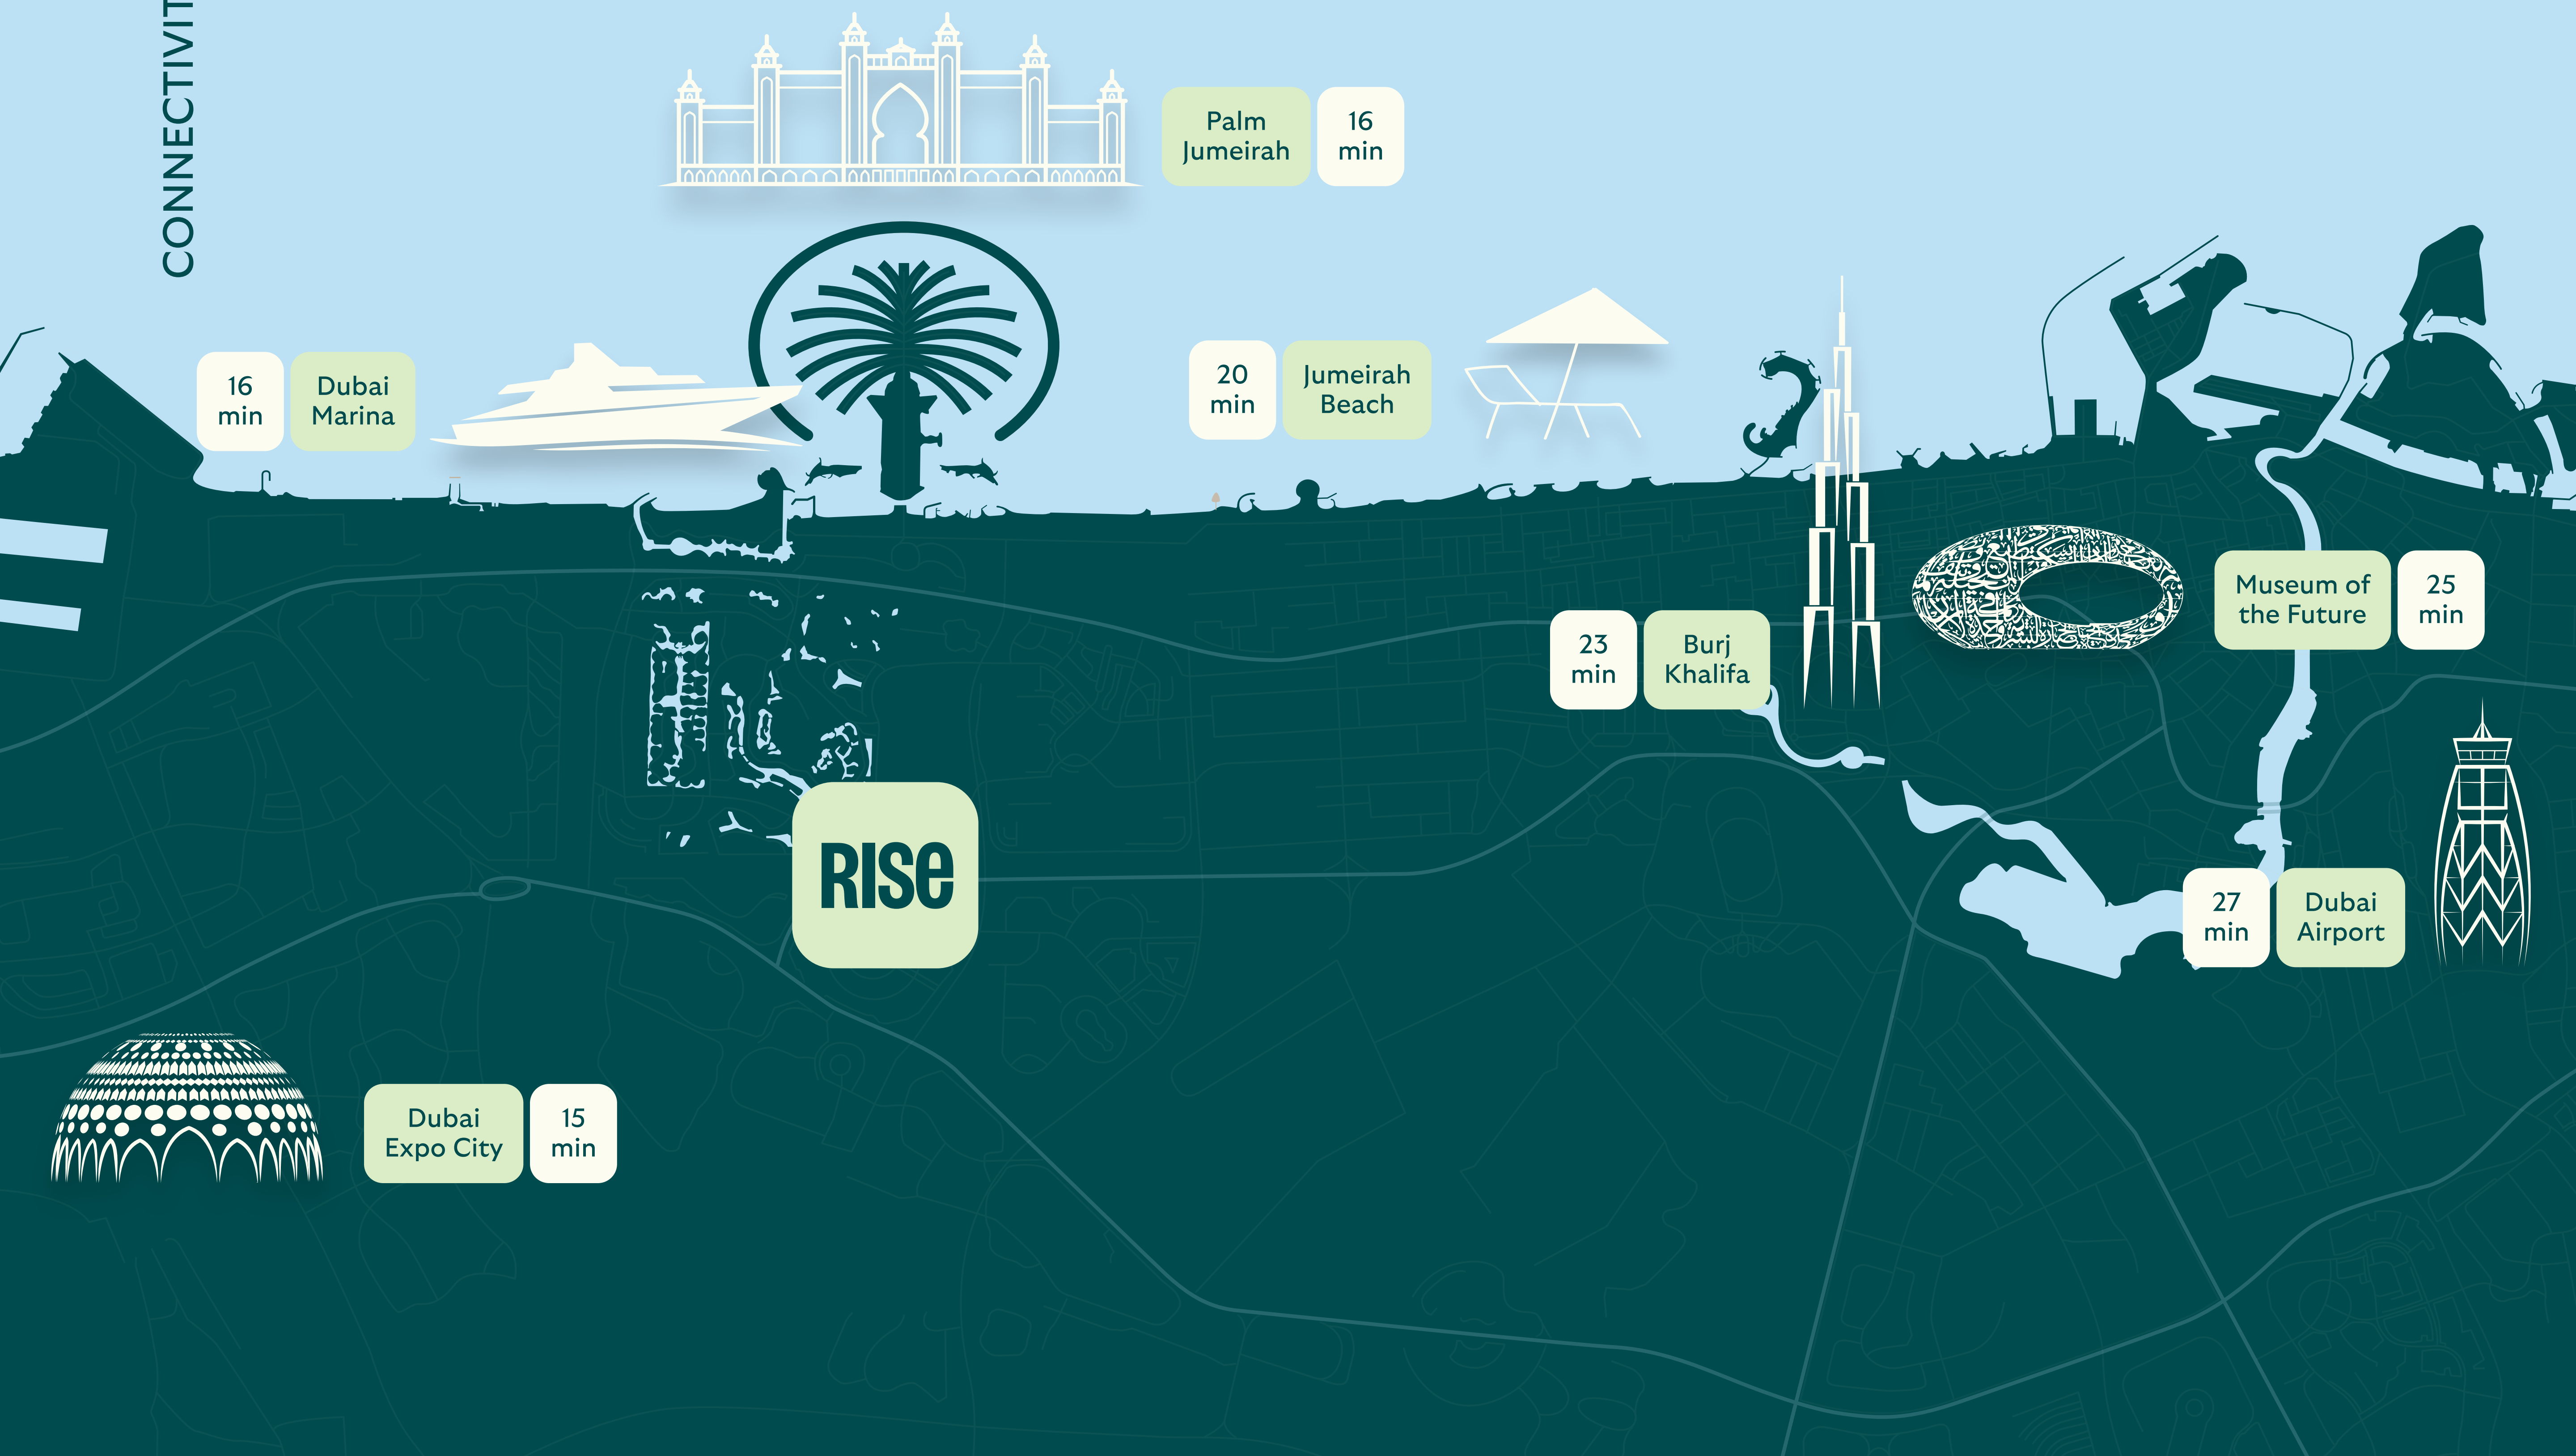 CONNECTIVIT
Palm
Jumeirah
16
min
16
min
Dubai
Marina
20
min
Jumeirah
Beach
Museum of
the Future
25
min
23
min
Burj
Khalifa
RISe
27
min
Dubai
Airport
Dubai
Expo City
15
min